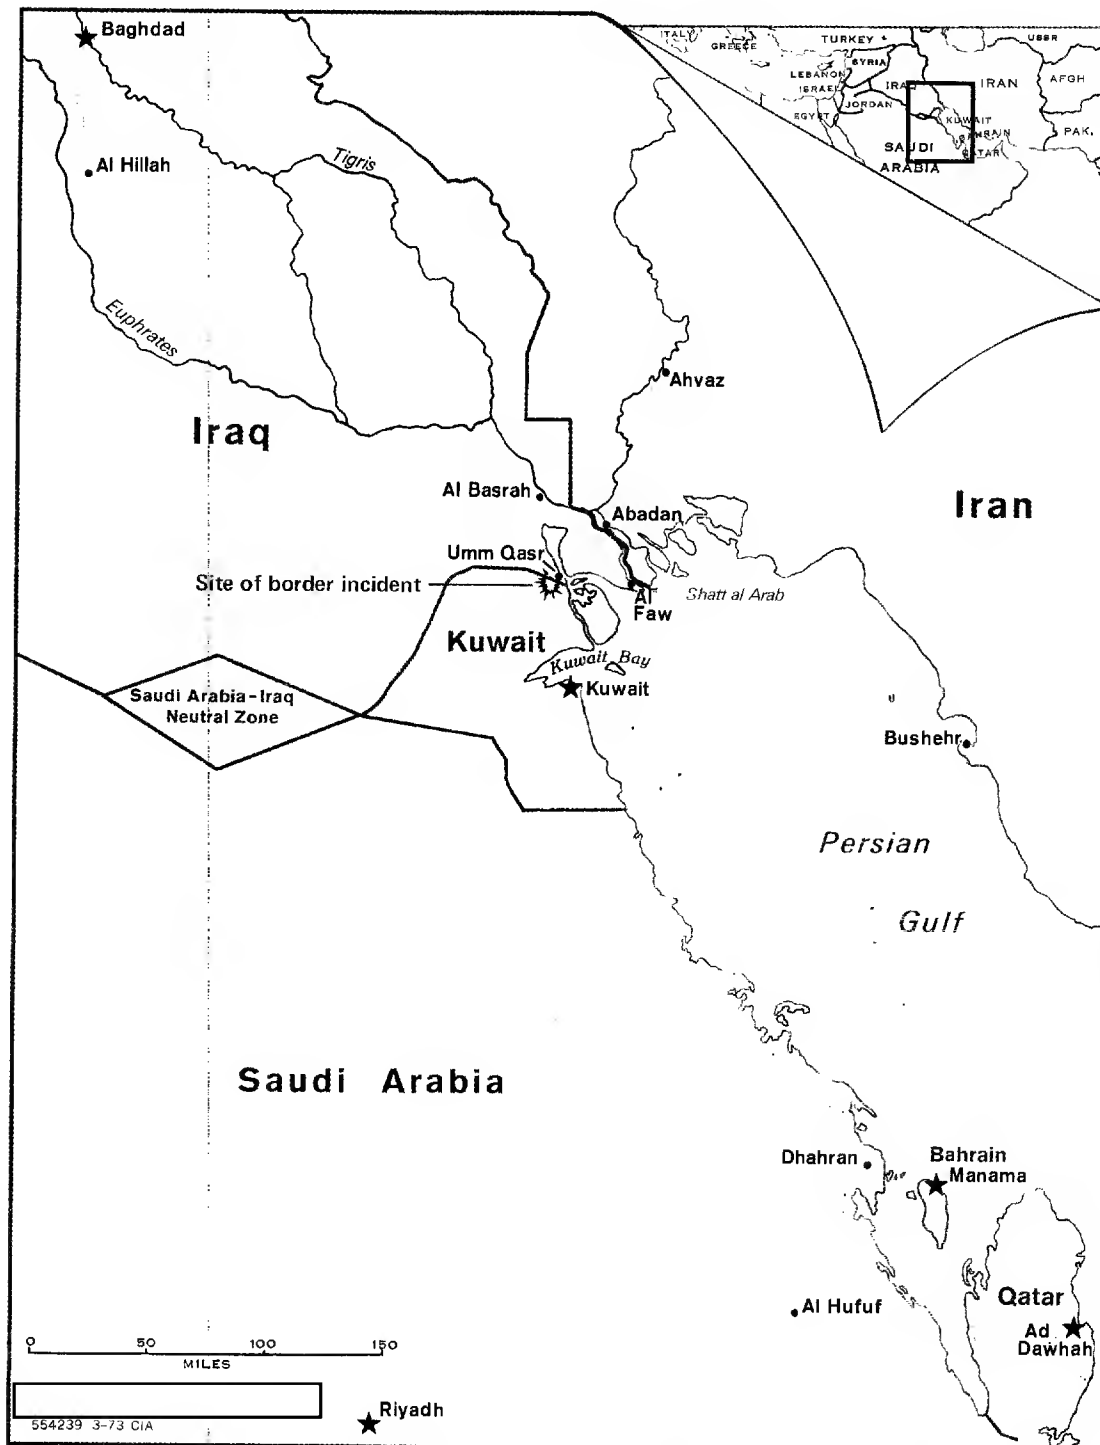 Baghdad
ITALY
GREECE
TURKEY
USSR
SYRIA
LEBANON
ISRAEL
IRAQ
IRAN
AFGH
JORDAN
EGYPT
KUWAIT
BAHRAIN
PAK.
QATAR
SAUDI
ARABIA
Al Hillah
Tigris
Euphrates
Ahvaz
Iraq
Al Basrah
Abadan
Iran
Umm Qasr
Site of border incident
Al
Faw
Shatt al Arab
Kuwait
Kuwait Bay
Kuwait
Saudi Arabia-Iraq
Neutral Zone
Bushehr
Persian
Gulf
Saudi Arabia
Dhahran
Bahrain
Manama
Al Hufuf
Qatar
Ad
Dawhah
0 50 100 150
MILES
Riyadh
554239 3-73 CIA